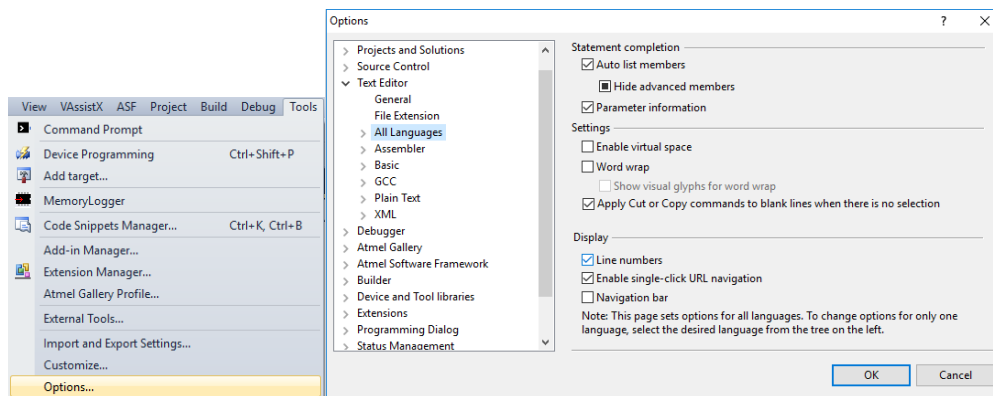 View VAssistX ASF Project Build Debug Tools
Command Prompt
Device Programming Ctrl+Shift+P
Add target...
MemoryLogger
Code Snippets Manager... Ctrl+K, Ctrl+B
Add-in Manager...
Extension Manager...
Atmel Gallery Profile...
External Tools...
Import and Export Settings...
Customize...
Options...
Options
Projects and Solutions
Source Control
Text Editor
General
File Extension
All Languages
Assembler
Basic
GCC
Plain Text
XML
Debugger
Atmel Gallery
Atmel Software Framework
Builder
Device and Tool libraries
Extensions
Programming Dialog
Status Management
Statement completion
Auto list members
Hide advanced members
Parameter information
Settings
Enable virtual space
Word wrap
Show visual glyphs for word wrap
Apply Cut or Copy commands to blank lines when there is no selection
Display
Line numbers
Enable single-click URL navigation
Navigation bar
Note: This page sets options for all languages. To change options for only one
language, select the desired language from the tree on the left.
OK Cancel